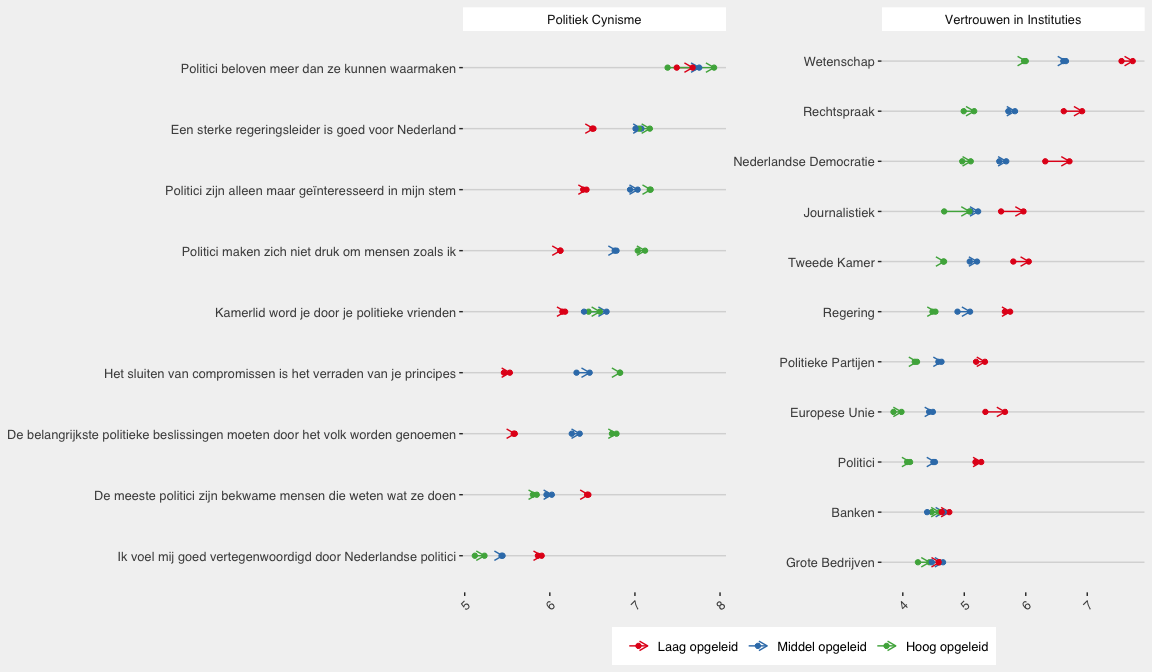 Politiek Cynisme
Politici beloven meer dan ze kunnen waarmaken
Een sterke regeringsleider is goed voor Nederland
Politici zijn alleen maar geïnteresseerd in mijn stem
Politici maken zich niet druk om mensen zoals ik
Kamerlid word je door je politieke vrienden
Het sluiten van compromissen is het verraden van je principes
De belangrijkste politieke beslissingen moeten door het volk worden genoemen
De meeste politici zijn bekwame mensen die weten wat ze doen
Ik voel mij goed vertegenwoordigd door Nederlandse politici
5 6 7 8
Vertrouwen in Instituties
Wetenschap
Rechtspraak
Nederlandse Democratie
Journalistiek
Tweede Kamer
Regering
Politieke Partijen
Europese Unie
Politici
Banken
Grote Bedrijven
4 5 6 7
Laag opgeleid Middel opgeleid Hoog opgeleid